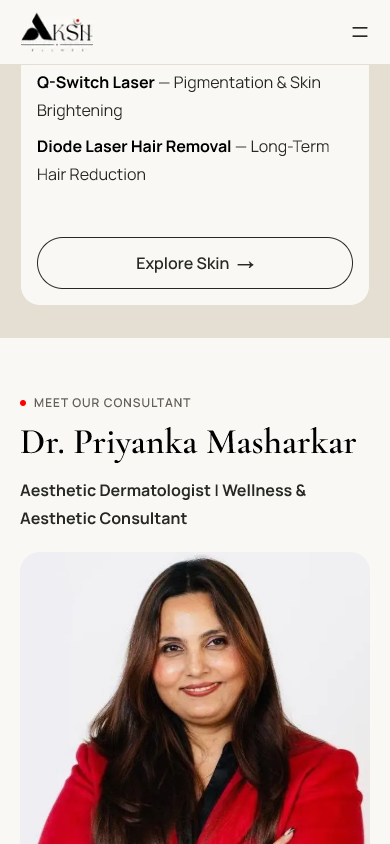 AKSH
Q-Switch Laser — Pigmentation & Skin
Brightening
Diode Laser Hair Removal — Long-Term
Hair Reduction
Explore Skin →
MEET OUR CONSULTANT
Dr. Priyanka Masharkar
Aesthetic Dermatologist | Wellness &
Aesthetic Consultant